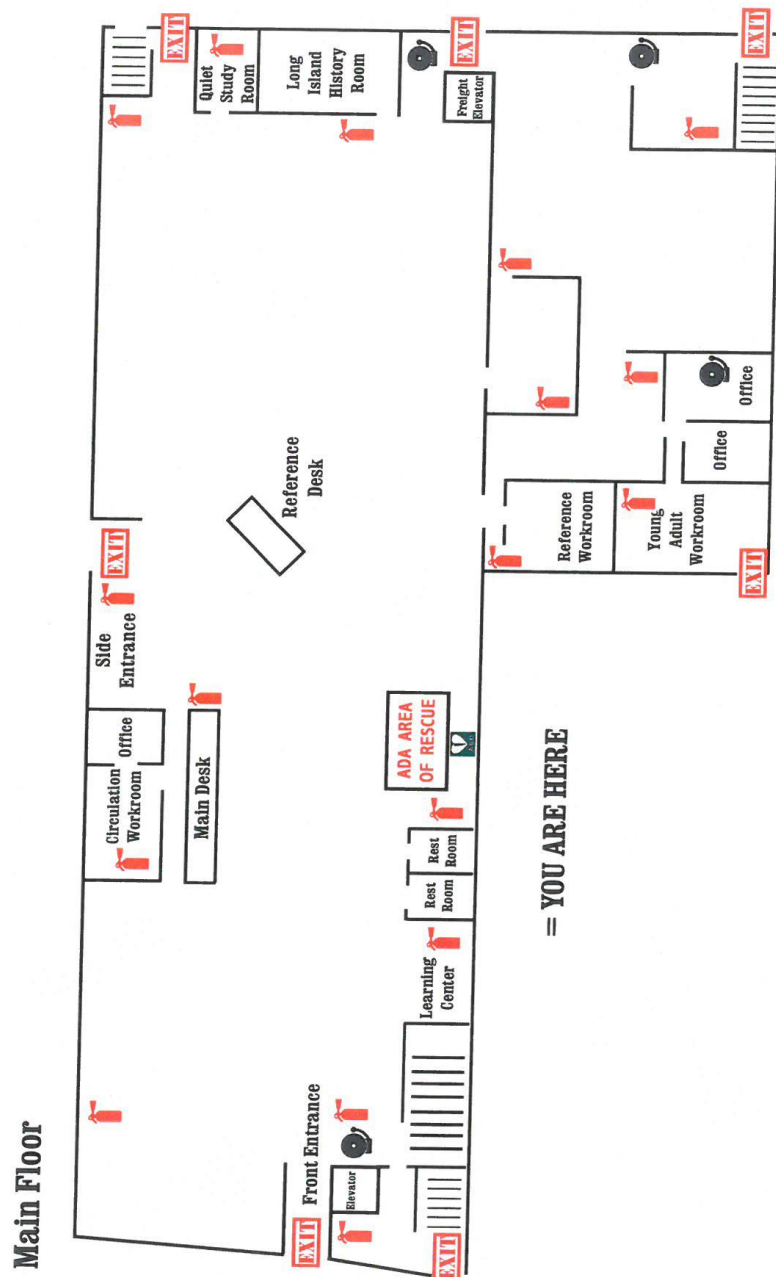 Main Floor
EXIT
Quiet
Study
Room
Long
Island
History
Room
EXIT
Freight
Elevator
EXIT
EXIT
Side
Entrance
Reference
Desk
Office
Circulation
Workroom
Main Desk
ADA AREA
OF RESCUE
Rest
Room
Rest
Room
Learning
Center
Front Entrance
Elevator
EXIT
EXIT
Reference
Workroom
Young
Adult
Workroom
Office
Office
EXIT
= YOU ARE HERE